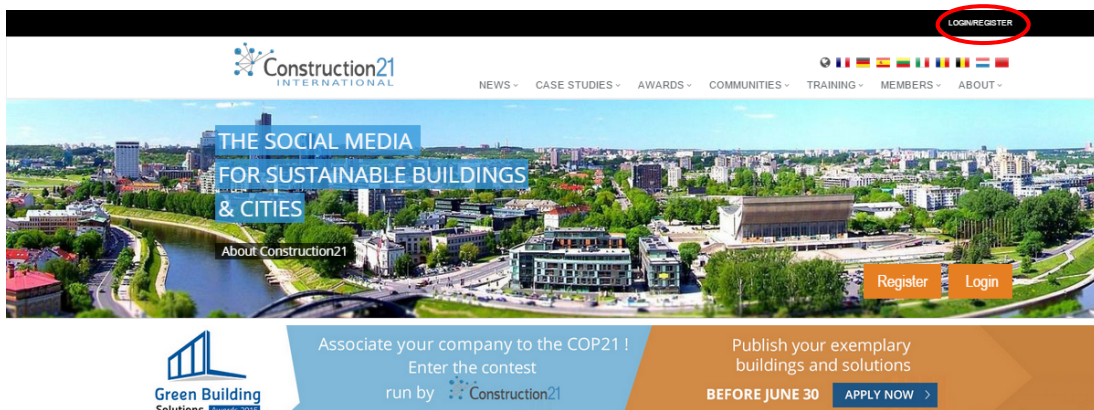 LOGIN/REGISTER
Construction21
INTERNATIONAL
NEWS CASE STUDIES AWARDS COMMUNITIES TRAINING MEMBERS ABOUT
THE SOCIAL MEDIA
FOR SUSTAINABLE BUILDINGS
& CITIES
About Construction21
Register Login
Green Building
Solutions Awards 2015
Associate your company to the COP21 !
Enter the contest
run by Construction21
Publish your exemplary
buildings and solutions
BEFORE JUNE 30 APPLY NOW >